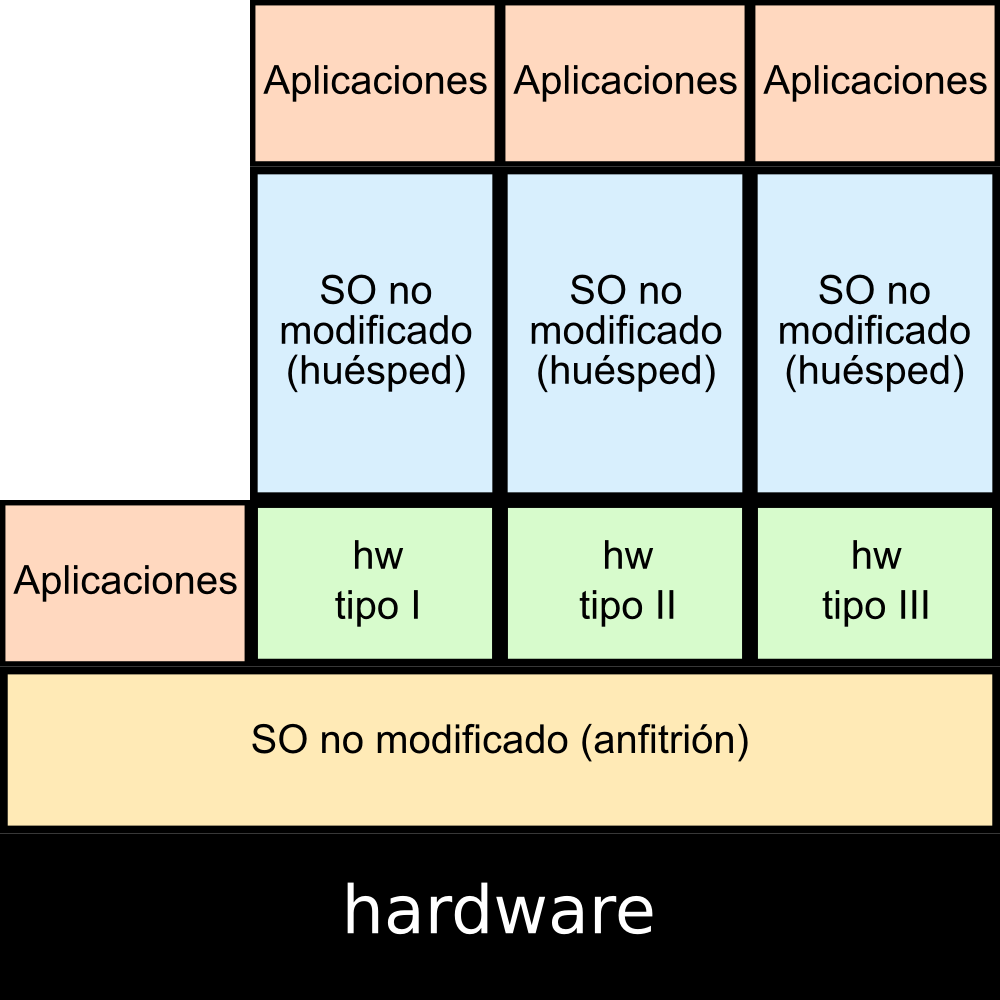 Aplicaciones Aplicaciones Aplicaciones
SO no SO no SO no
modificado modificado modificado
(huésped) (huésped) (huésped)
hw hw hw
Aplicaciones
tipo I tipo II tipo III
SO no modificado (anfitrión)
hardware